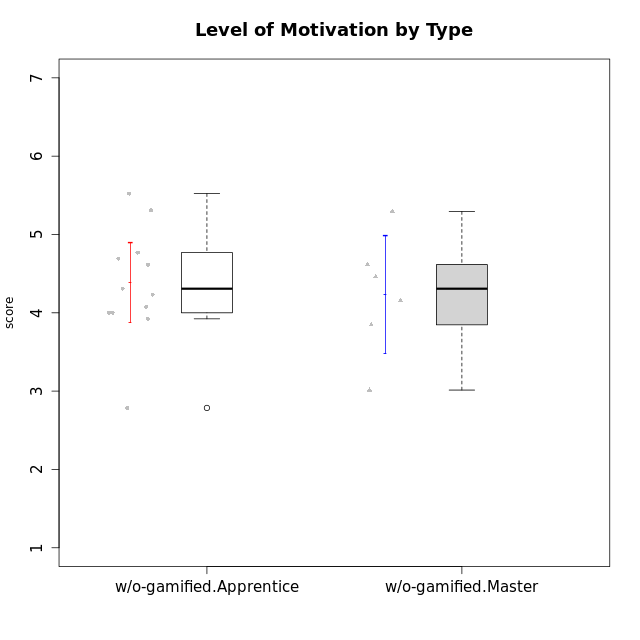 Level of Motivation by Type
score
7
6
5
4
3
2
1
w/o-gamified.Apprentice
w/o-gamified.Master